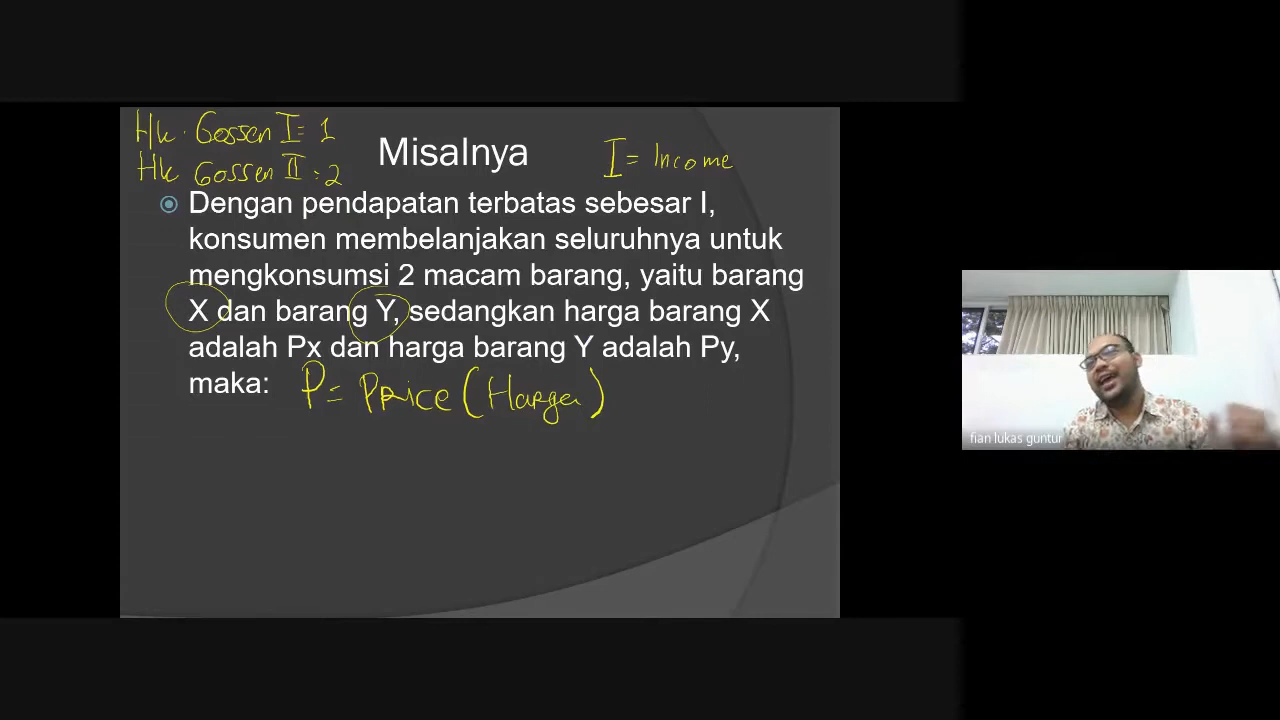 Hk. Gossen I = 1
Hk Gossen II = 2
Misalnya
I = Income
Dengan pendapatan terbatas sebesar I,
konsumen membelanjakan seluruhnya untuk
mengkonsumsi 2 macam barang, yaitu barang
X dan barang Y, sedangkan harga barang X
adalah Px dan harga barang Y adalah Py,
maka:
P = Price (Harga)
fian lukas guntur